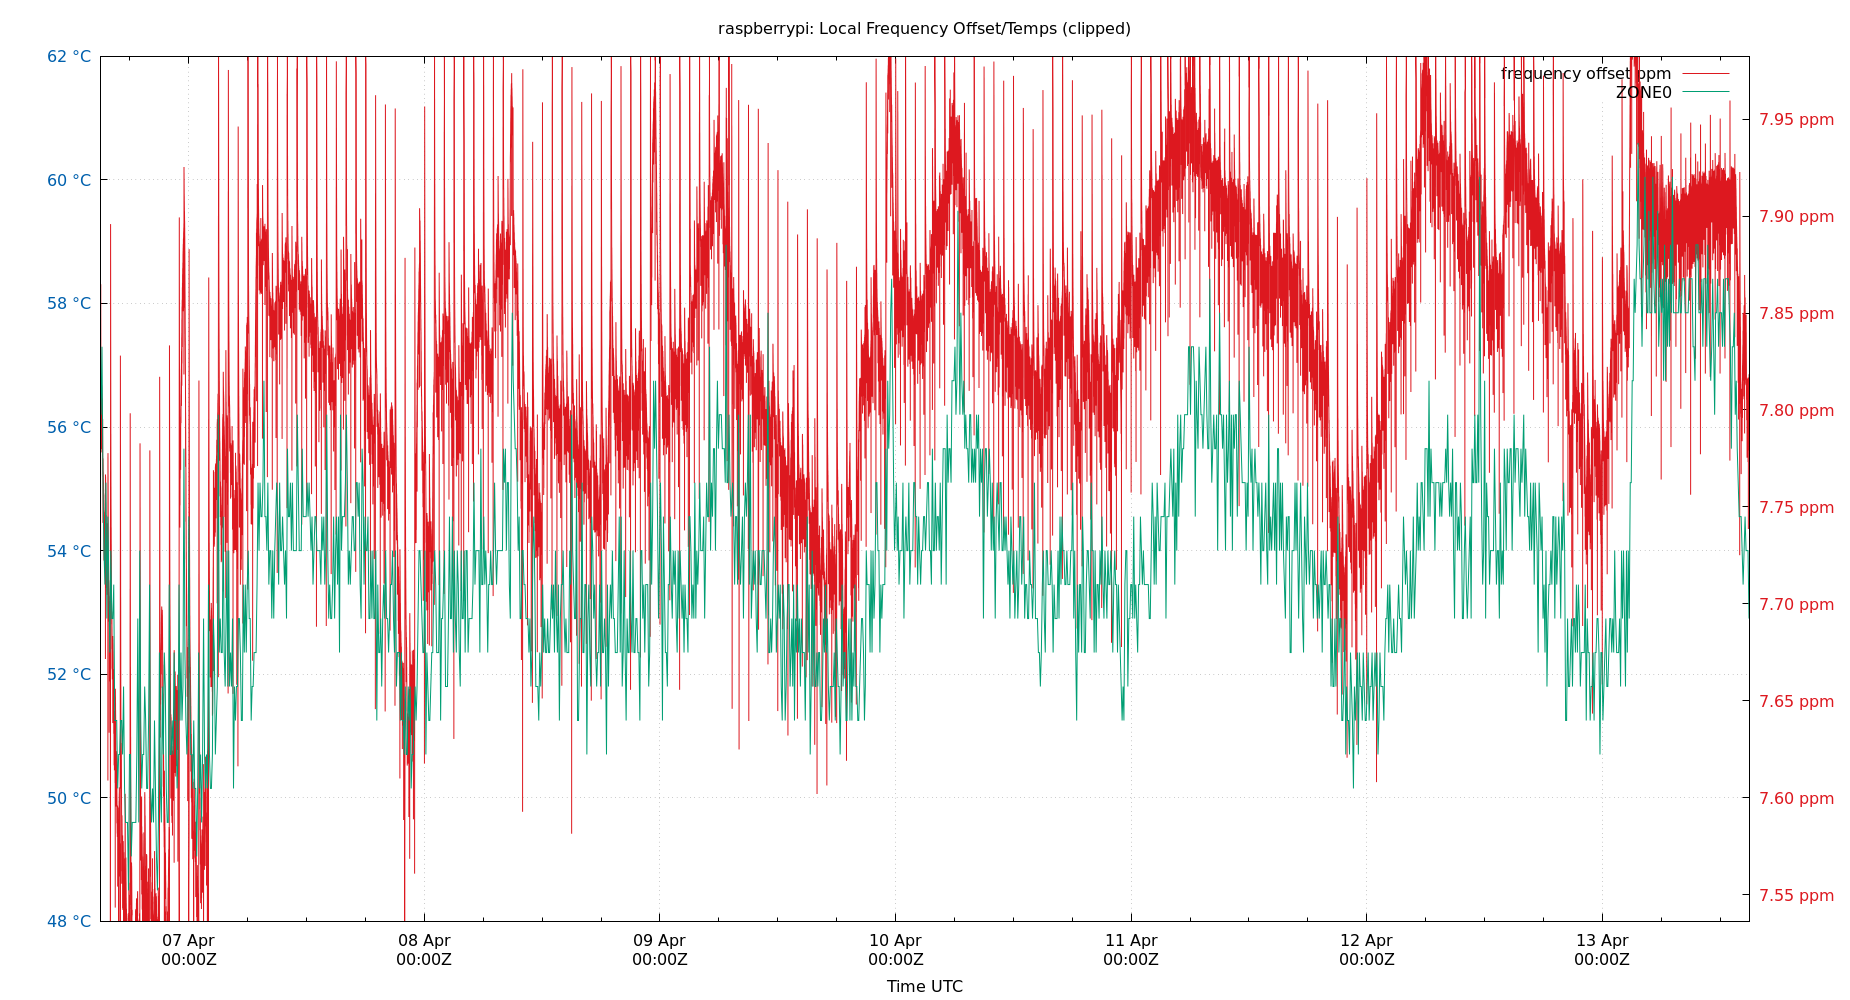 raspberrypi: Local Frequency Offset/Temps (clipped)
62 °C
60 °C
58 °C
56 °C
54 °C
52 °C
50 °C
48 °C
frequency offset ppm
ZONE0
7.95 ppm
7.90 ppm
7.85 ppm
7.80 ppm
7.75 ppm
7.70 ppm
7.65 ppm
7.60 ppm
7.55 ppm
07 Apr
00:00Z
08 Apr
00:00Z
09 Apr
00:00Z
10 Apr
00:00Z
11 Apr
00:00Z
12 Apr
00:00Z
13 Apr
00:00Z
Time UTC